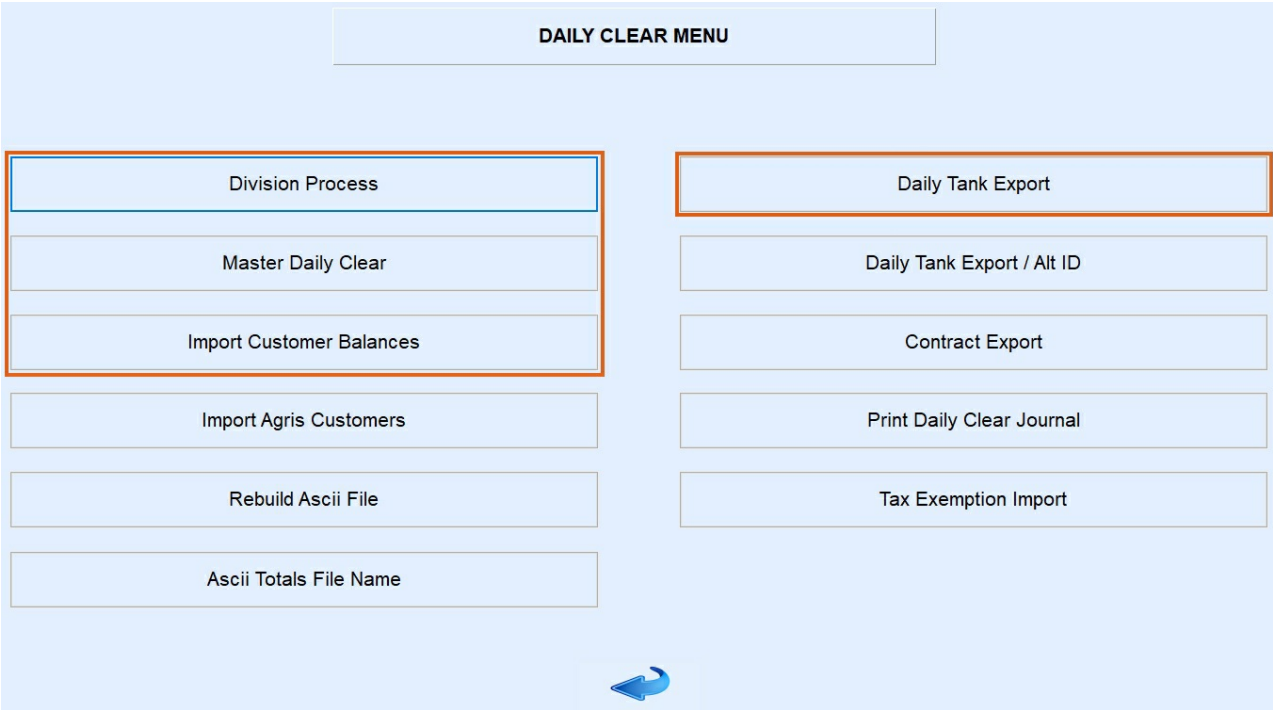 DAILY CLEAR MENU
Division Process
Master Daily Clear
Import Customer Balances
Import Agris Customers
Rebuild Ascii File
Ascii Totals File Name
Daily Tank Export
Daily Tank Export / Alt ID
Contract Export
Print Daily Clear Journal
Tax Exemption Import